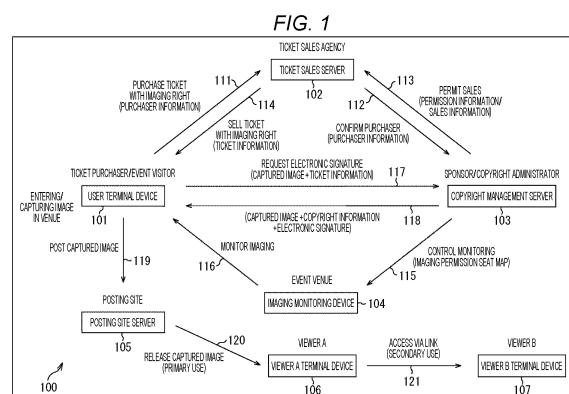 FIG. 1
TICKET SALES AGENCY
TICKET SALES SERVER
102
111
113
PURCHASE TICKET
WITH IMAGING RIGHT
(PURCHASER INFORMATION)
114
112
PERMIT SALES
(PERMISSION INFORMATION/
SALES INFORMATION)
SELL TICKET
WITH IMAGING RIGHT
(TICKET INFORMATION)
CONFIRM PURCHASER
(PURCHASER INFORMATION)
REQUEST ELECTRONIC SIGNATURE
(CAPTURED IMAGE+TICKET INFORMATION)
117
TICKET PURCHASER/EVENT VISITOR
SPONSOR/COPYRIGHT ADMINISTRATOR
ENTERING/
CAPTURING IMAGE
IN VENUE
USER TERMINAL DEVICE
101
COPYRIGHT MANAGEMENT SERVER
103
118
(CAPTURED IMAGE+COPYRIGHT INFORMATION
+ELECTRONIC SIGNATURE)
POST CAPTURED IMAGE
119
MONITOR IMAGING
116
CONTROL MONITORING
(IMAGING PERMISSION SEAT MAP)
115
EVENT VENUE
IMAGING MONITORING DEVICE
104
POSTING SITE
POSTING SITE SERVER
105
120
RELEASE CAPTURED IMAGE
(PRIMARY USE)
VIEWER A
VIEWER A TERMINAL DEVICE
106
ACCESS VIA LINK
(SECONDARY USE)
121
VIEWER B
VIEWER B TERMINAL DEVICE
107
100